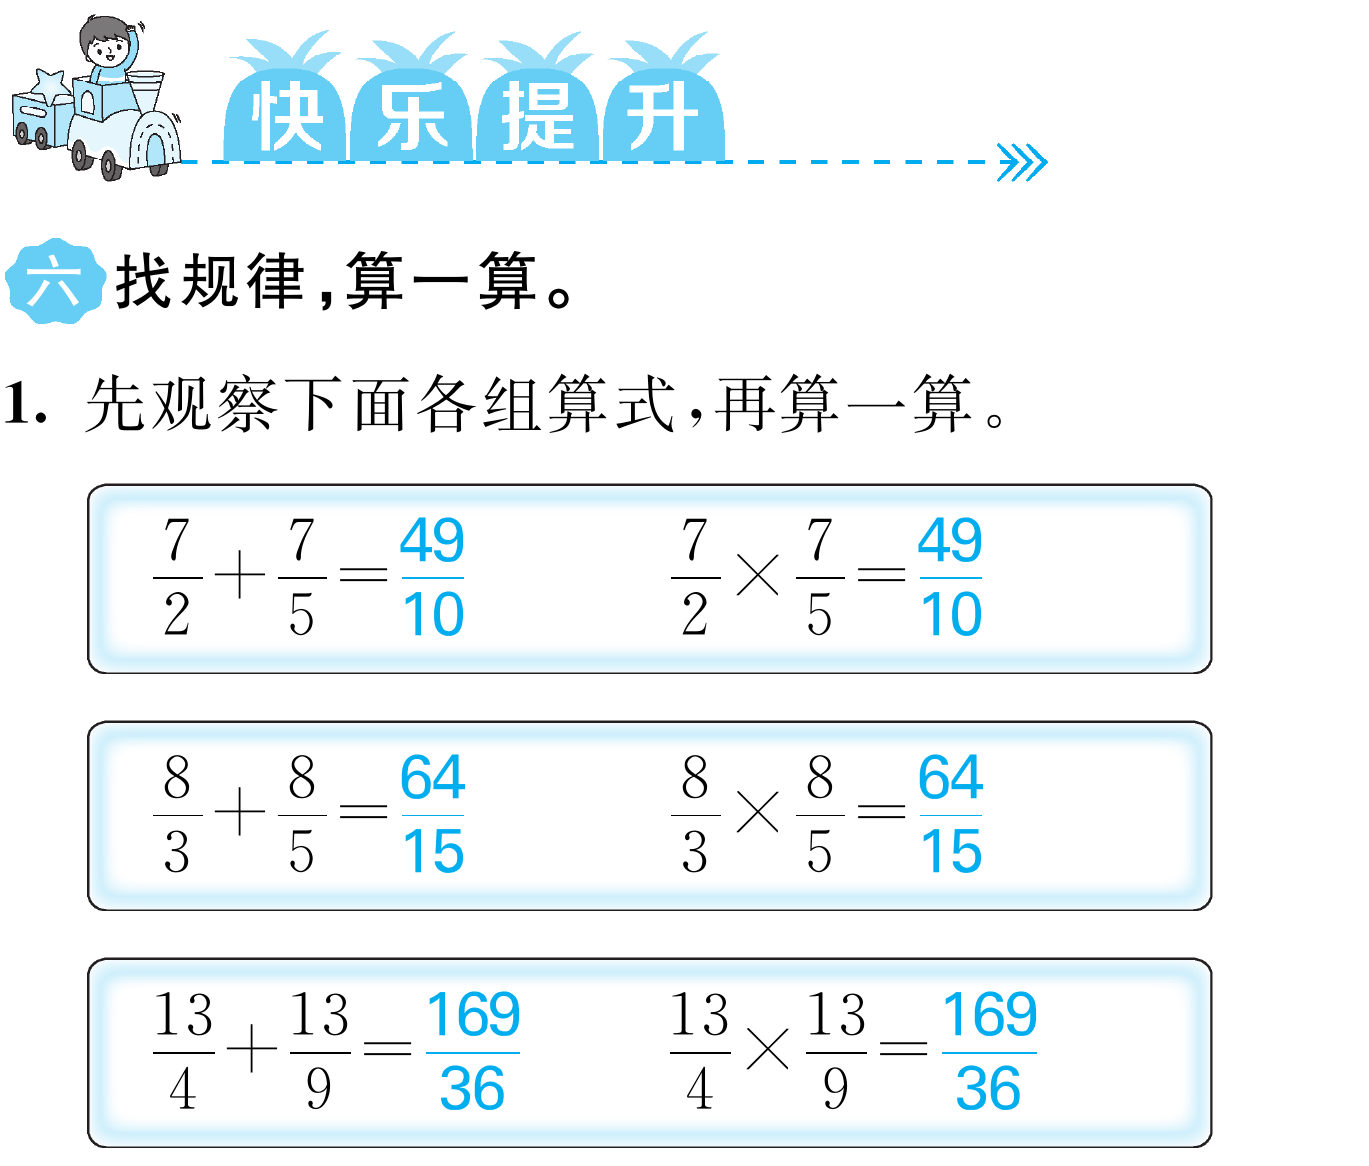 快乐提升
六 找规律,算一算。
1. 先观察下面各组算式,再算一算。
7/2 + 7/5 = 49/10  7/2 × 7/5 = 49/10
8/3 + 8/5 = 64/15  8/3 × 8/5 = 64/15
13/4 + 13/9 = 169/36  13/4 × 13/9 = 169/36